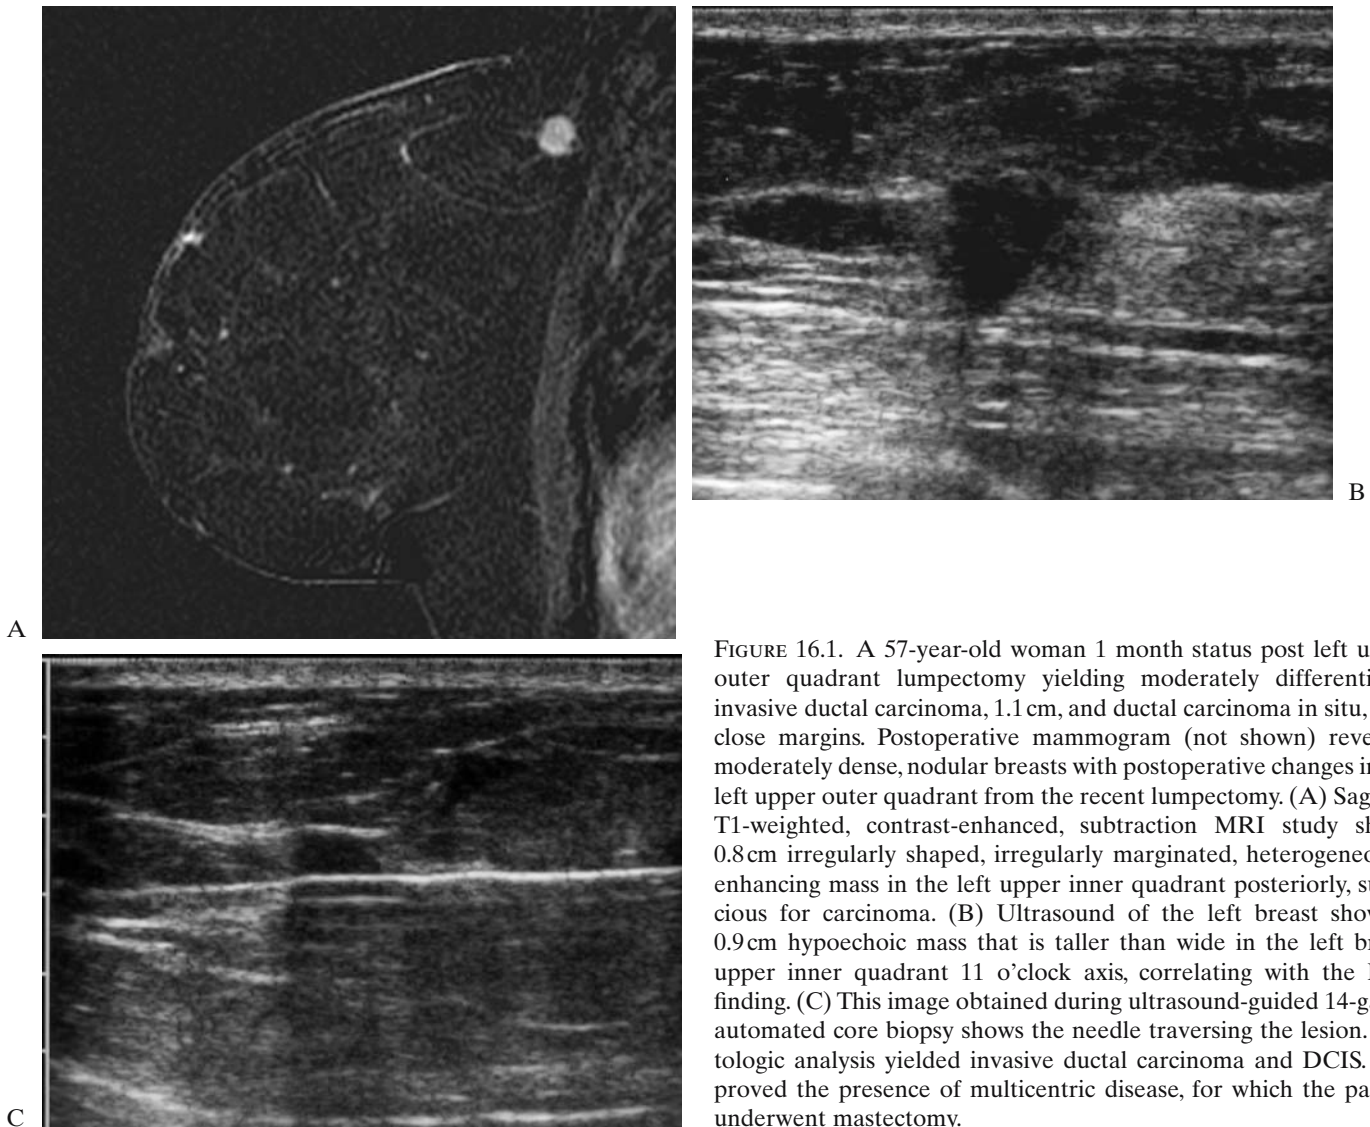 A
B
C
FIGURE 16.1. A 57-year-old woman 1 month status post left u
outer quadrant lumpectomy yielding moderately differenti
invasive ductal carcinoma, 1.1 cm, and ductal carcinoma in situ,
close margins. Postoperative mammogram (not shown) reve
moderately dense, nodular breasts with postoperative changes in
left upper outer quadrant from the recent lumpectomy. (A) Sag
T1-weighted, contrast-enhanced, subtraction MRI study sh
0.8 cm irregularly shaped, irregularly marginated, heterogeneo
enhancing mass in the left upper inner quadrant posteriorly, su
cious for carcinoma. (B) Ultrasound of the left breast show
0.9 cm hypoechoic mass that is taller than wide in the left br
upper inner quadrant 11 o'clock axis, correlating with the
finding. (C) This image obtained during ultrasound-guided 14-g
automated core biopsy shows the needle traversing the lesion.
tologic analysis yielded invasive ductal carcinoma and DCIS.
proved the presence of multicentric disease, for which the pa
underwent mastectomy.